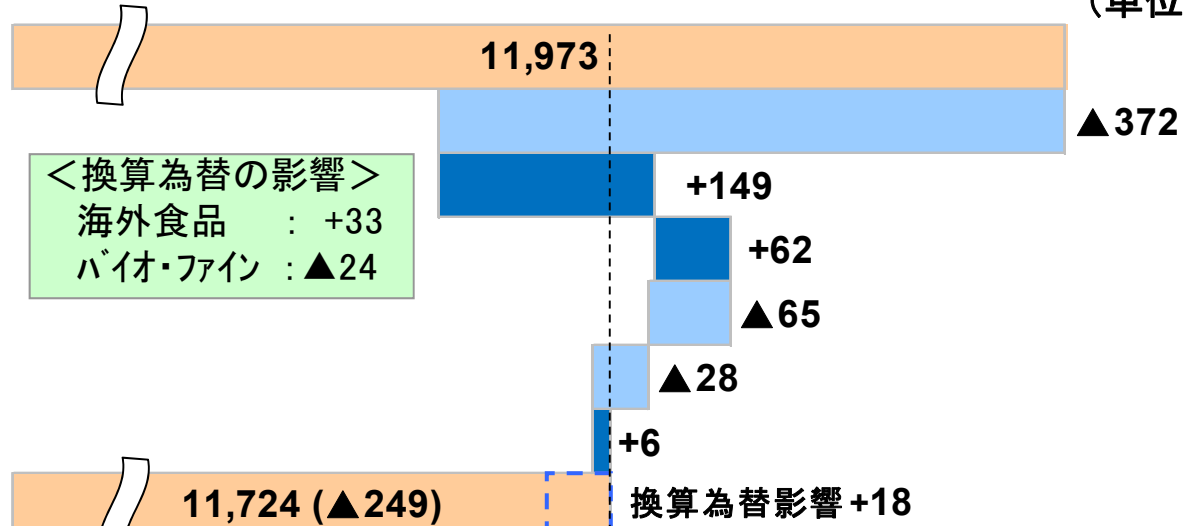 （単位
11,973
▲372
＜換算為替の影響＞
海外食品 : +33
バイオ・ファイン : ▲24
+149
+62
▲65
▲28
+6
11,724 (▲249)
換算為替影響+18